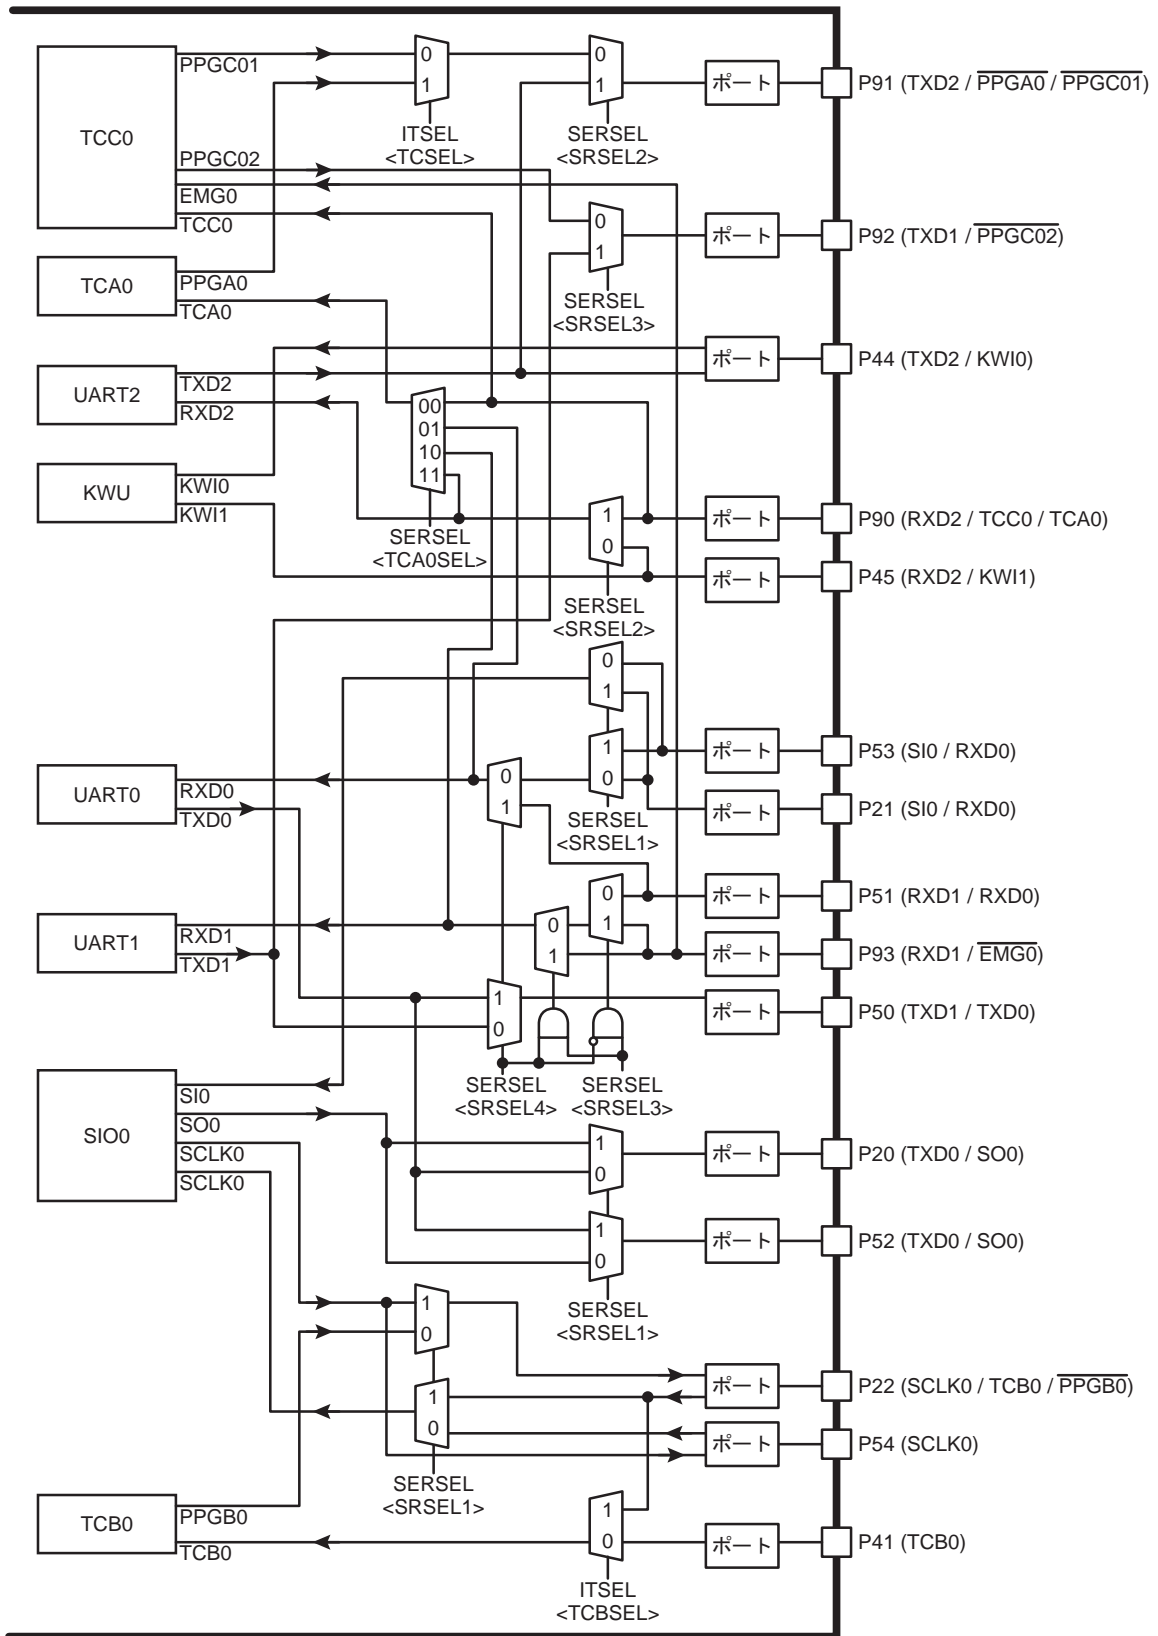 PPGC01
0
1
0
1
ポート
P91 (TXD2 / PPGA0 / PPGC01)
TCC0
ITSEL
<TCSEL>
SERSEL
<SRSEL2>
PPGC02
EMG0
TCC0
0
1
ポート
P92 (TXD1 / PPGC02)
TCA0
PPGA0
TCA0
SERSEL
<SRSEL3>
ポート
P44 (TXD2 / KWI0)
UART2
TXD2
RXD2
00
01
10
11
KWU
KWI0
KWI1
SERSEL
<TCA0SEL>
1
0
ポート
P90 (RXD2 / TCC0 / TCA0)
ポート
P45 (RXD2 / KWI1)
SERSEL
<SRSEL2>
0
1
1
0
ポート
P53 (SI0 / RXD0)
UART0
RXD0
TXD0
0
1
SERSEL
<SRSEL1>
ポート
P21 (SI0 / RXD0)
0
1
ポート
P51 (RXD1 / RXD0)
UART1
RXD1
TXD1
0
1
ポート
P93 (RXD1 / EMG0)
1
0
ポート
P50 (TXD1 / TXD0)
SERSEL
<SRSEL4>
SERSEL
<SRSEL3>
SIO0
SI0
SO0
SCLK0
SCLK0
1
0
ポート
P20 (TXD0 / SO0)
1
0
ポート
P52 (TXD0 / SO0)
SERSEL
<SRSEL1>
1
0
ポート
P22 (SCLK0 / TCB0 / PPGB0)
1
0
ポート
P54 (SCLK0)
SERSEL
<SRSEL1>
TCB0
PPGB0
TCB0
1
0
ポート
P41 (TCB0)
ITSEL
<TCBSEL>